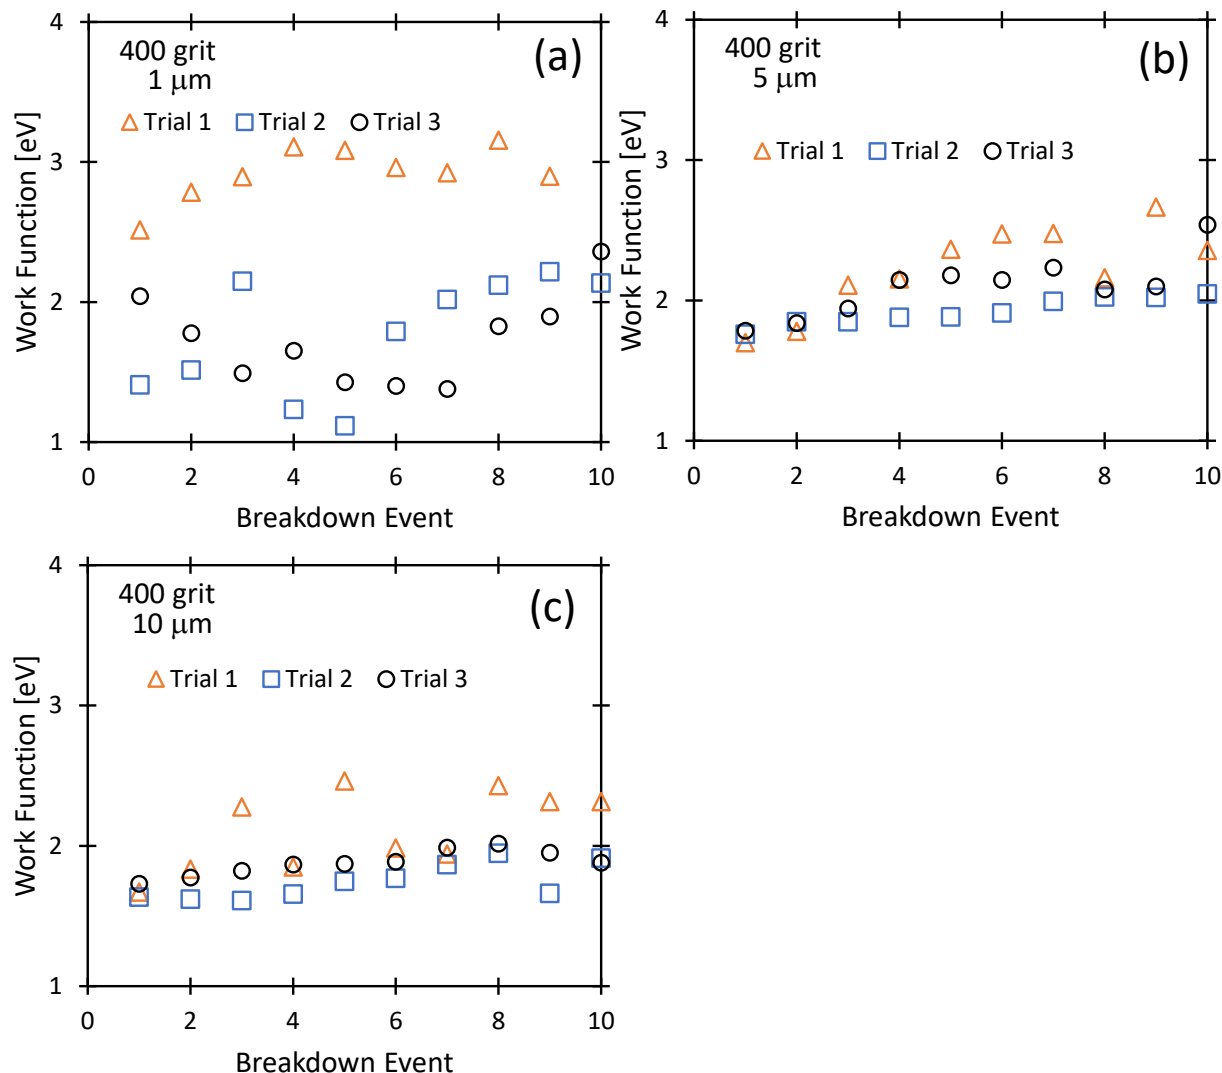 400 grit
1 μm
(a)
Trial 1 Trial 2 Trial 3
Work Function [eV]
4
3
2
1
0 2 4 6 8 10
Breakdown Event
400 grit
5 μm
(b)
Trial 1 Trial 2 Trial 3
Work Function [eV]
4
3
2
1
0 2 4 6 8 10
Breakdown Event
400 grit
10 μm
(c)
Trial 1 Trial 2 Trial 3
Work Function [eV]
4
3
2
1
0 2 4 6 8 10
Breakdown Event